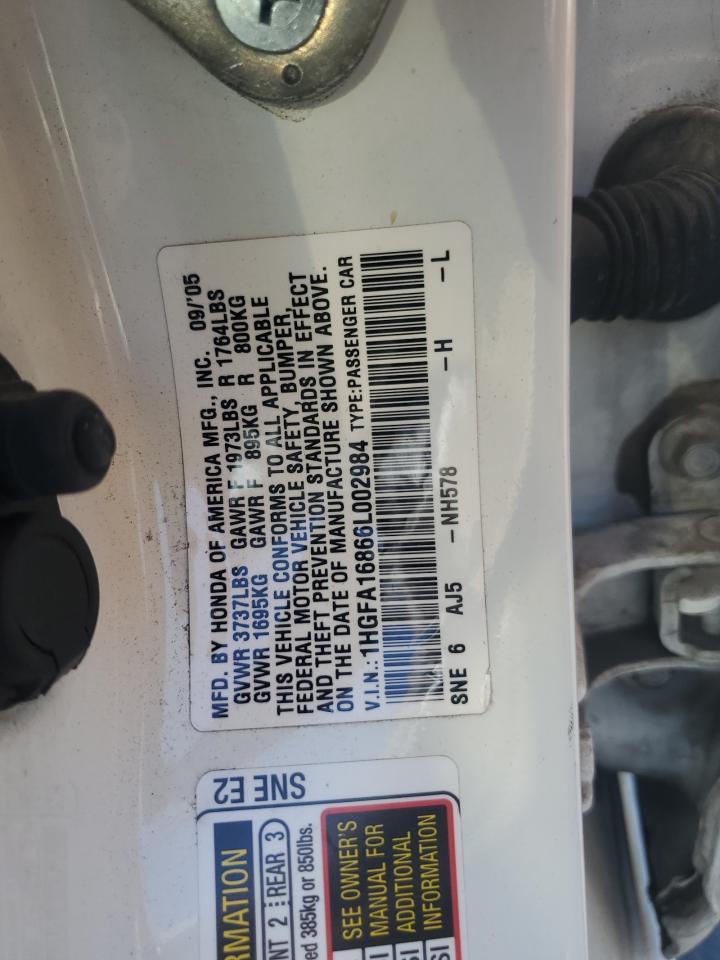 MFD. BY HONDA OF AMERICA MFG., INC. 09/'05
GVWR 3737LBS GAWR F 1973LBS R 1764LBS
GVWR 1695KG GAWR F 895KG R 800KG
THIS VEHICLE CONFORMS TO ALL APPLICABLE
FEDERAL MOTOR VEHICLE SAFETY, BUMPER,
AND THEFT PREVENTION STANDARDS IN EFFECT
ON THE DATE OF MANUFACTURE SHOWN ABOVE.
V.I.N.: 1HGFA16866L002984 TYPE:PASSENGER CAR
SNE 6 AJ5 -NH578 -H -L
SNE E2
RMATION
NT 2 REAR 3
ed 385kg or 850lbs.
SEE OWNER'S
MANUAL FOR
ADDITIONAL
INFORMATION